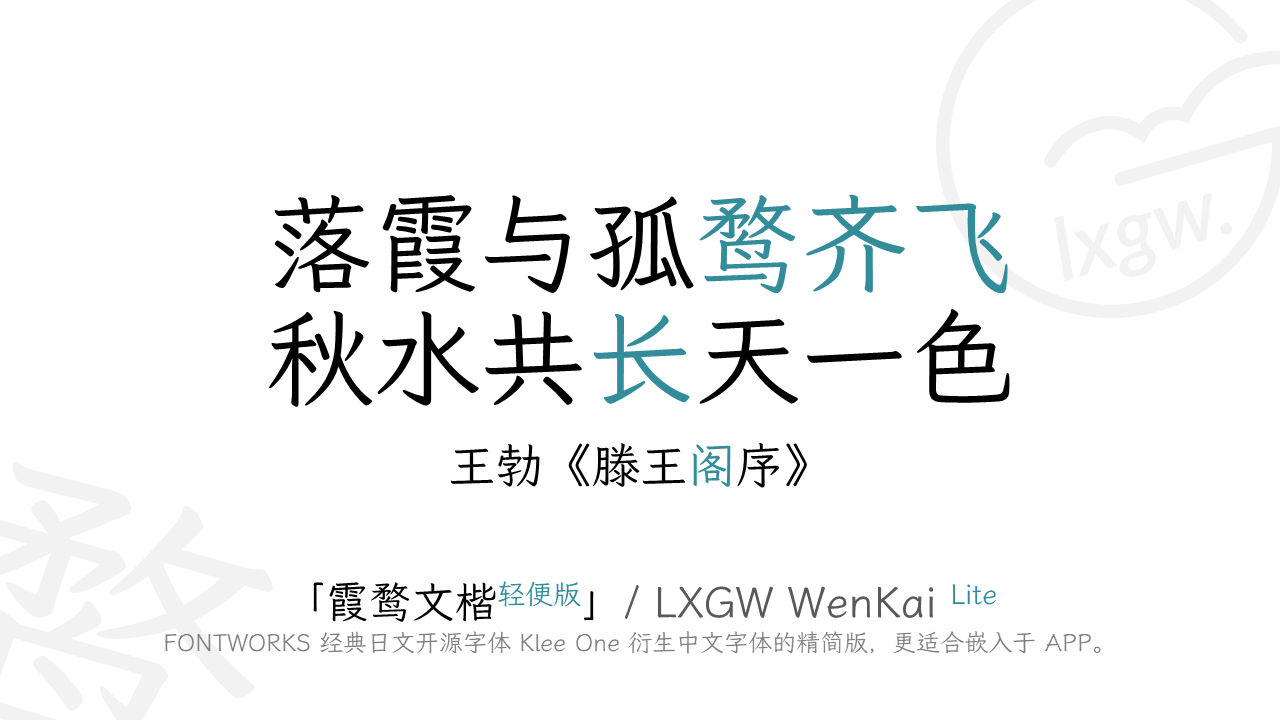 落霞与孤鹜齐飞
秋水共长天一色
王勃《滕王阁序》
「霞鹜文楷轻便版」/ LXGW WenKai Lite
FONTWORKS 经典日文开源字体 Klee One 衍生中文字体的精简版，更适合嵌入于 APP。
lxgw.
鹜